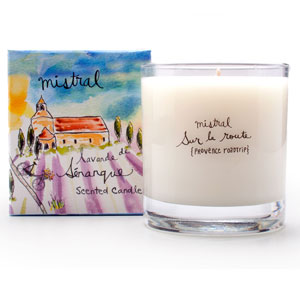 mistral
Lavande de
Sénanque
Scented Candle
mistral
Sur la route
{Provence roadtrip}